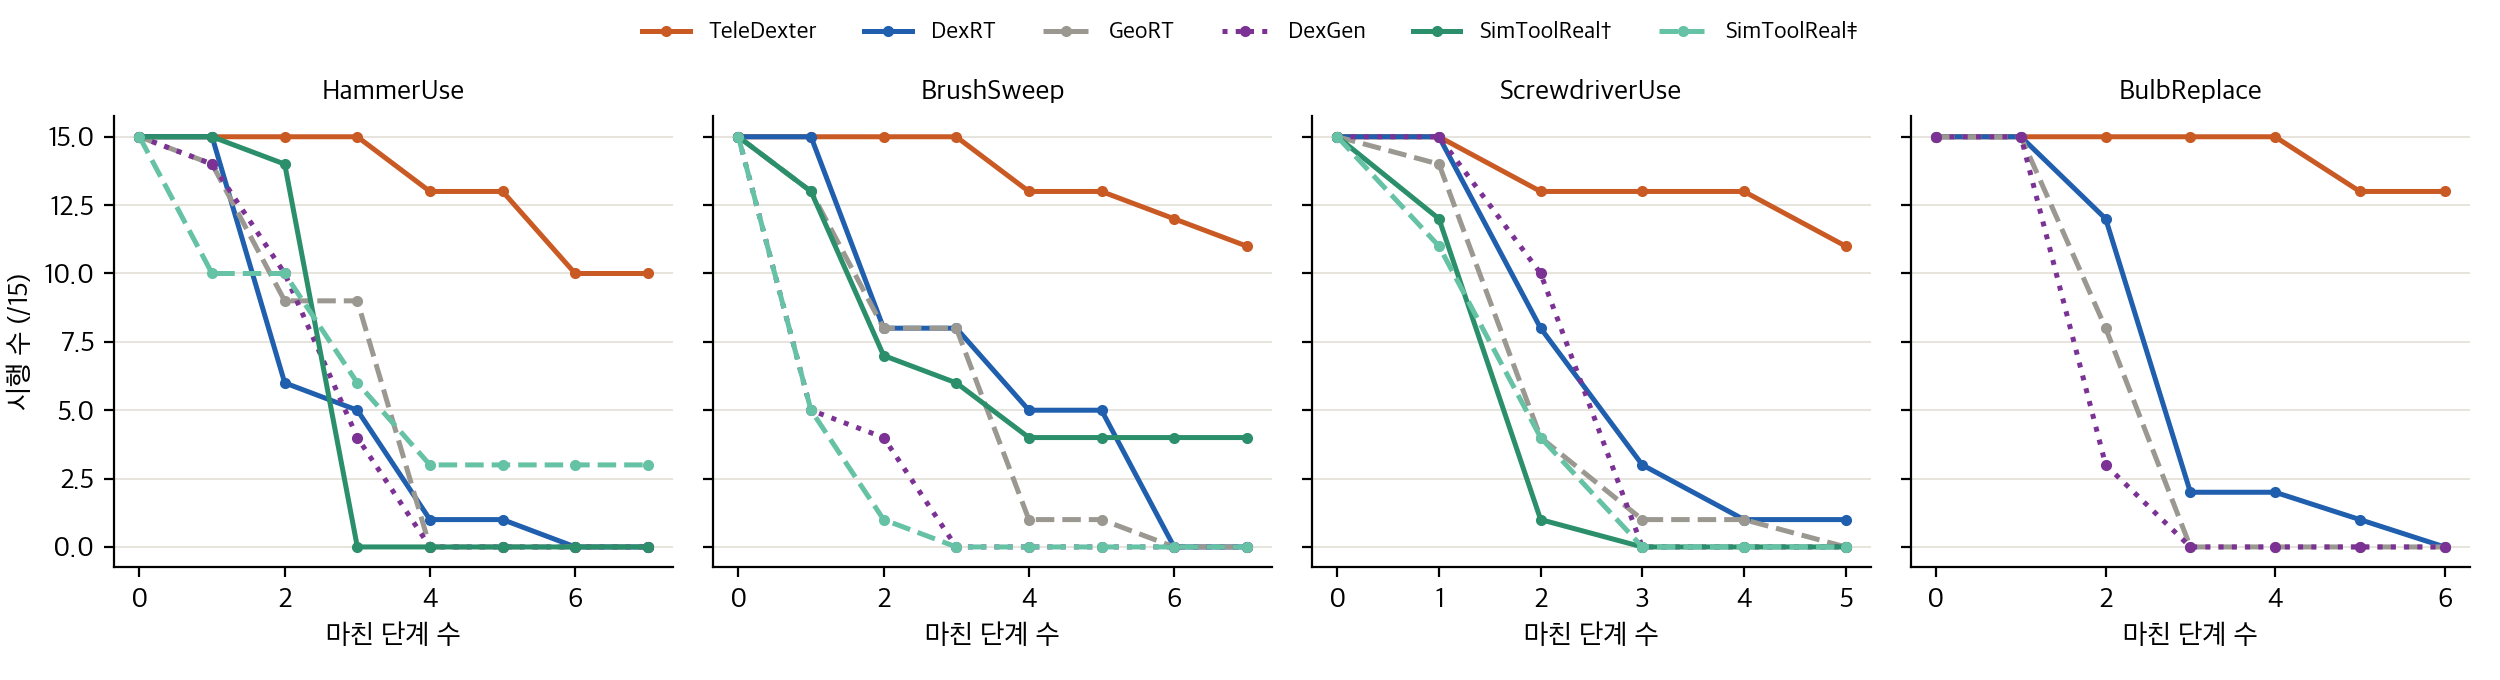 TeleDexter DexRT GeoRT DexGen SimToolReal† SimToolReal‡
HammerUse BrushSweep ScrewdriverUse BulbReplace
시행 수 (/15)
15.0
12.5
10.0
7.5
5.0
2.5
0.0
0 2 4 6 0 2 4 6 0 1 2 3 4 5 0 2 4 6
마친 단계 수 마친 단계 수 마친 단계 수 마친 단계 수